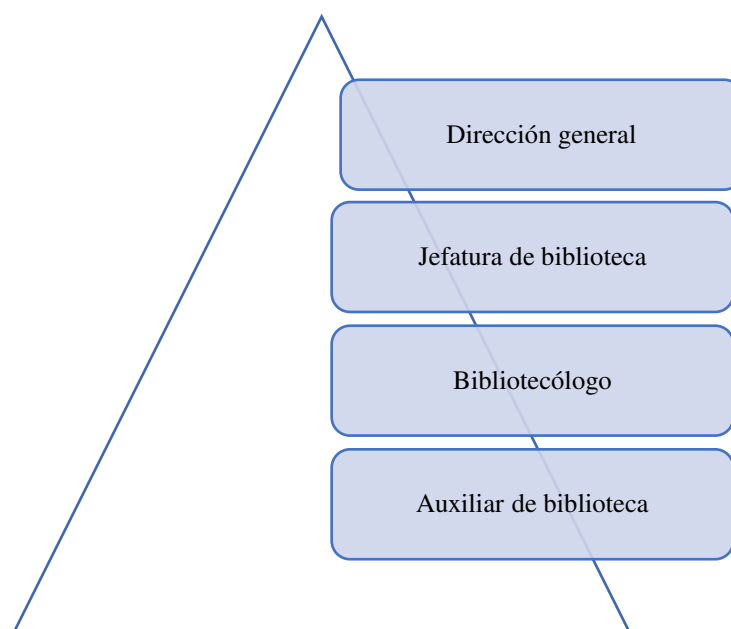 Dirección general
Jefatura de biblioteca
Bibliotecólogo
Auxiliar de biblioteca